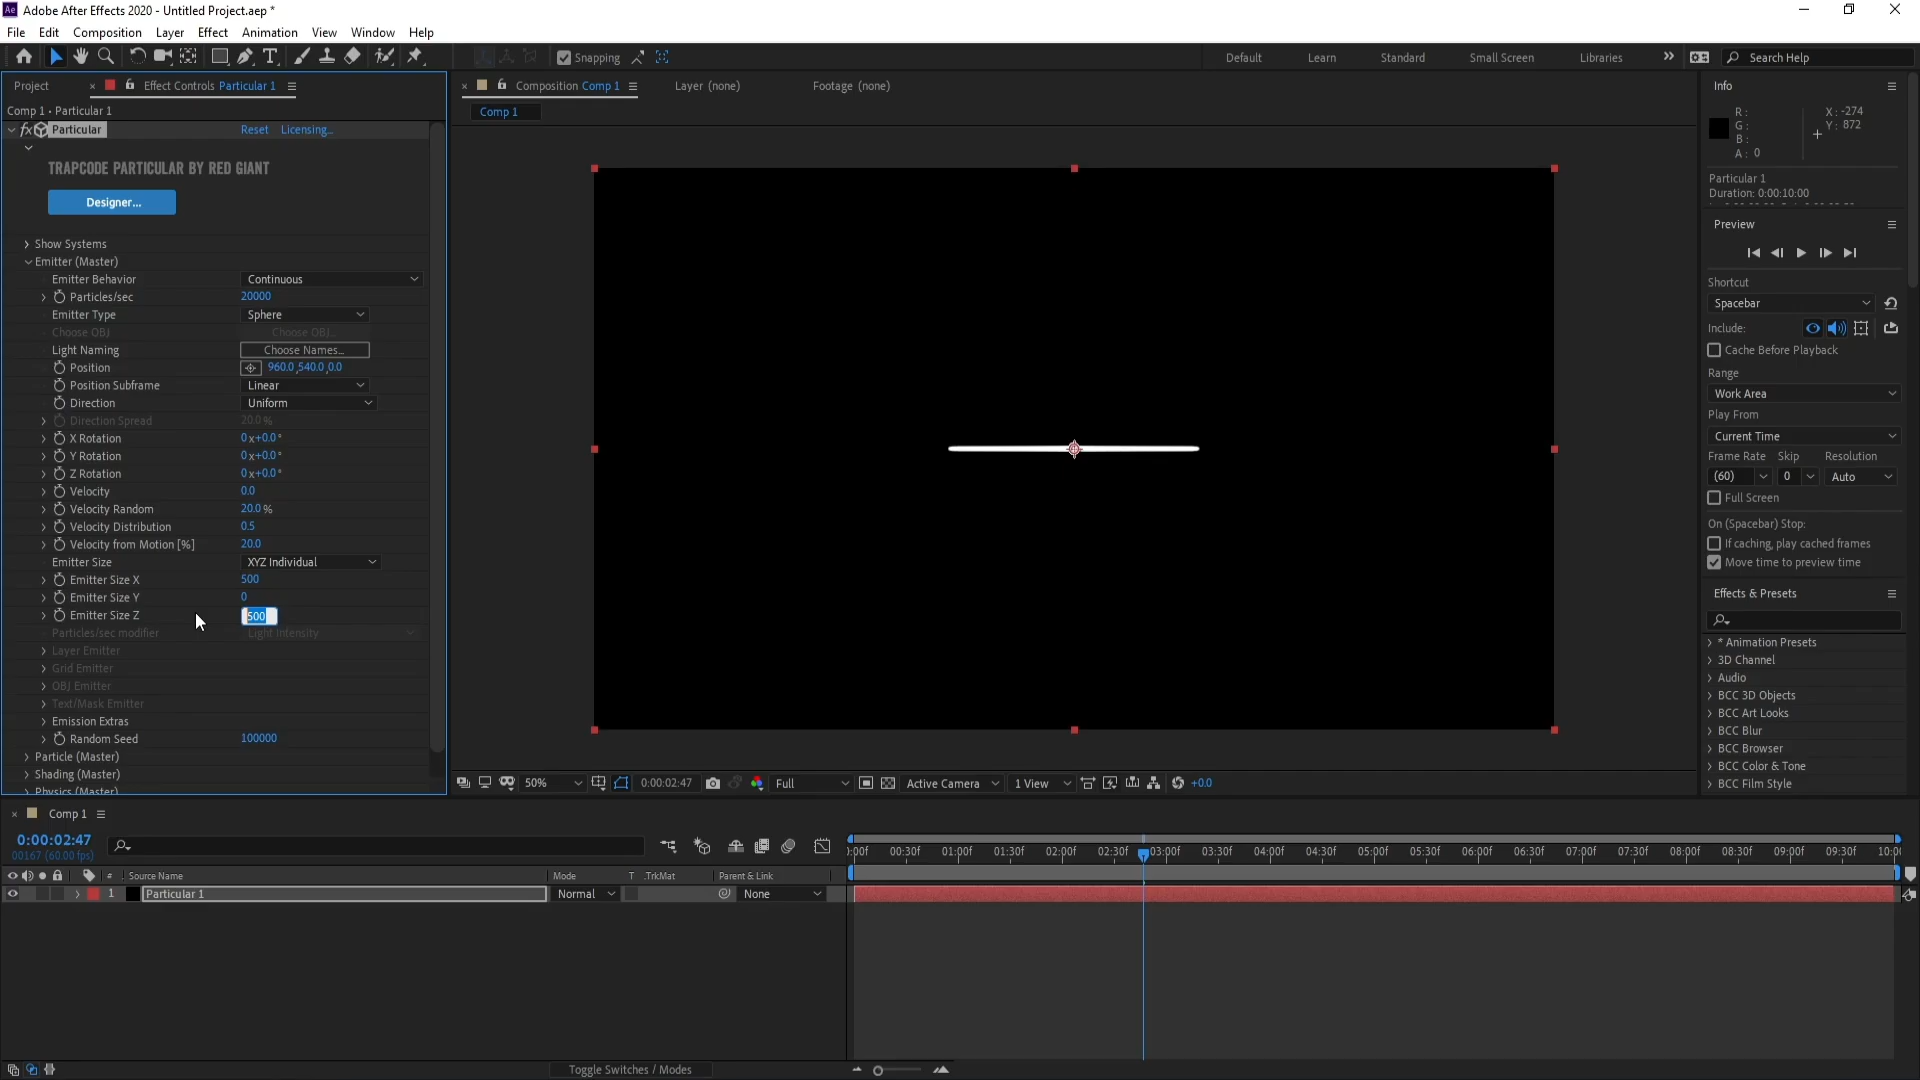 Adobe After Effects 2020 - Untitled Project.aep *
File Edit Composition Layer Effect Animation View Window Help
Snapping Default Learn Standard Small Screen Libraries Search Help
Project Effect Controls Particular 1
Composition Comp 1 Layer (none) Footage (none)
Comp 1 • Particular 1
Comp 1
fx Particular Reset Licensing...
TRAPCODE PARTICULAR BY RED GIANT
Designer...
Show Systems
Emitter (Master)
Emitter Behavior Continuous
Particles/sec 20000
Emitter Type Sphere
Choose OBJ Choose OBJ...
Light Naming Choose Names...
Position 960.0,540.0,0.0
Position Subframe Linear
Direction Uniform
Direction Spread 20.0 %
X Rotation 0 x+0.0 °
Y Rotation 0 x+0.0 °
Z Rotation 0 x+0.0 °
Velocity 0.0
Velocity Random 20.0 %
Velocity Distribution 0.5
Velocity from Motion [%] 20.0
Emitter Size XYZ Individual
Emitter Size X 500
Emitter Size Y 0
Emitter Size Z 500
Particles/sec modifier Light Intensity
Layer Emitter
Grid Emitter
OBJ Emitter
Text/Mask Emitter
Emission Extras
Random Seed 100000
Particle (Master)
Shading (Master)
Physics (Master)
50% 0:00:02:47 Full Active Camera 1 View +0.0
Info
R :
G :
B :
A : 0
X : -274
Y : 872
Particular 1
Duration: 0:00:10:00
Preview
Shortcut
Spacebar
Include:
Cache Before Playback
Range
Work Area
Play From
Current Time
Frame Rate Skip Resolution
(60) 0 Auto
Full Screen
On (Spacebar) Stop:
If caching, play cached frames
Move time to preview time
Effects & Presets
* Animation Presets
3D Channel
Audio
BCC 3D Objects
BCC Art Looks
BCC Blur
BCC Browser
BCC Color & Tone
BCC Film Style
Comp 1
0:00:02:47
00167 (60.00 fps)
:00f 00:30f 01:00f 01:30f 02:00f 02:30f 03:00f 03:30f 04:00f 04:30f 05:00f 05:30f 06:00f 06:30f 07:00f 07:30f 08:00f 08:30f 09:00f 09:30f 10:0
# Source Name Mode T .TrkMat Parent & Link
1 Particular 1 Normal None
Toggle Switches / Modes